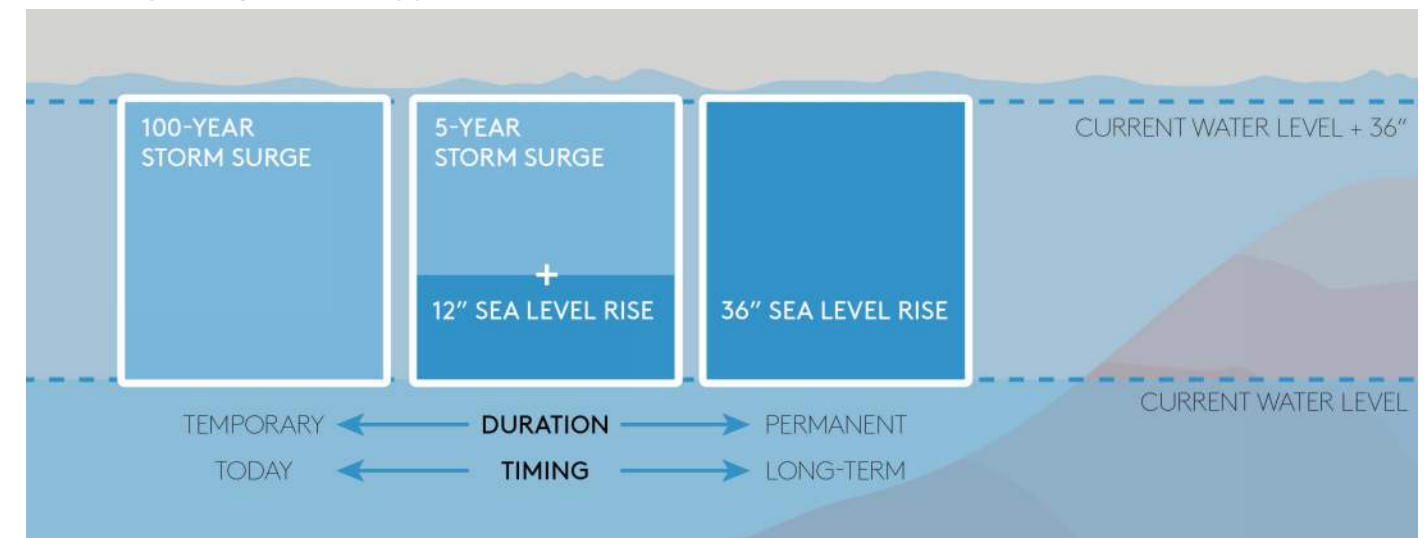 100-YEAR
STORM SURGE
5-YEAR
STORM SURGE
+
12" SEA LEVEL RISE
36" SEA LEVEL RISE
CURRENT WATER LEVEL + 36"
CURRENT WATER LEVEL
TEMPORARY DURATION PERMANENT
TODAY TIMING LONG-TERM